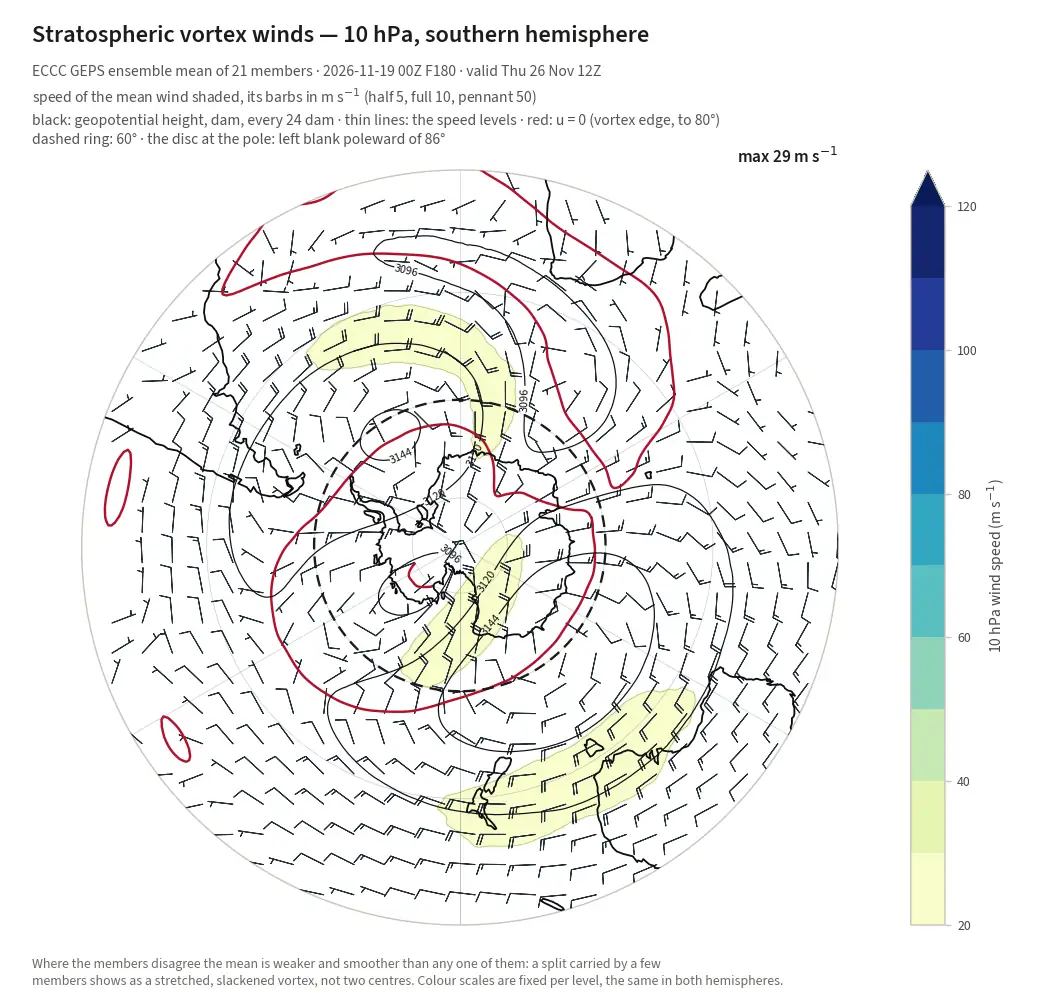 Stratospheric vortex winds — 10 hPa, southern hemisphere
ECCC GEPS ensemble mean of 21 members · 2026-11-19 00Z F180 · valid Thu 26 Nov 12Z
speed of the mean wind shaded, its barbs in m s⁻¹ (half 5, full 10, pennant 50)
black: geopotential height, dam, every 24 dam · thin lines: the speed levels · red: u = 0 (vortex edge, to 80°)
dashed ring: 60° · the disc at the pole: left blank poleward of 86°
max 29 m s⁻¹
120
100
80
60
40
20
10 hPa wind speed (m s⁻¹)
3096
3096
3144
3120
3120
3096
3120
3144
Where the members disagree the mean is weaker and smoother than any one of them: a split carried by a few
members shows as a stretched, slackened vortex, not two centres. Colour scales are fixed per level, the same in both hemispheres.